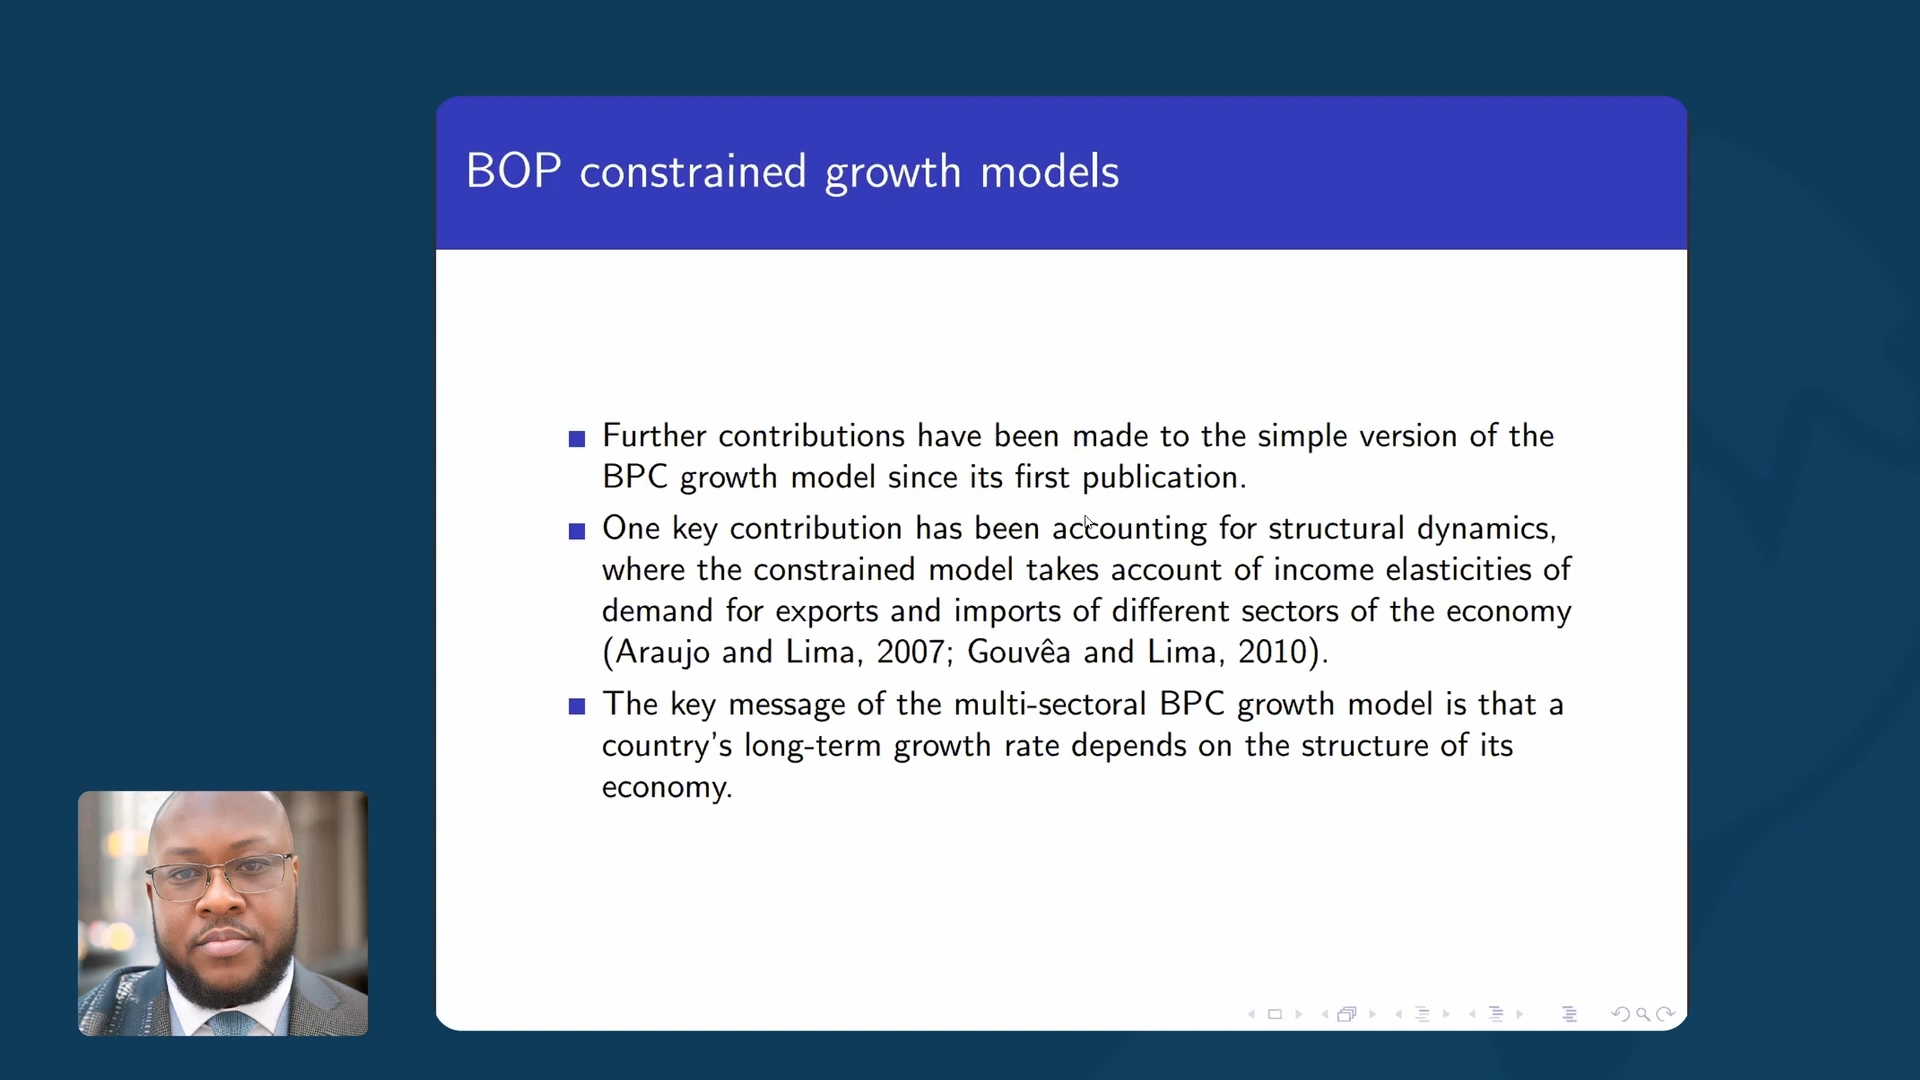 BOP constrained growth models
Further contributions have been made to the simple version of the
BPC growth model since its first publication.
One key contribution has been accounting for structural dynamics,
where the constrained model takes account of income elasticities of
demand for exports and imports of different sectors of the economy
(Araujo and Lima, 2007; Gouvêa and Lima, 2010).
The key message of the multi-sectoral BPC growth model is that a
country's long-term growth rate depends on the structure of its
economy.